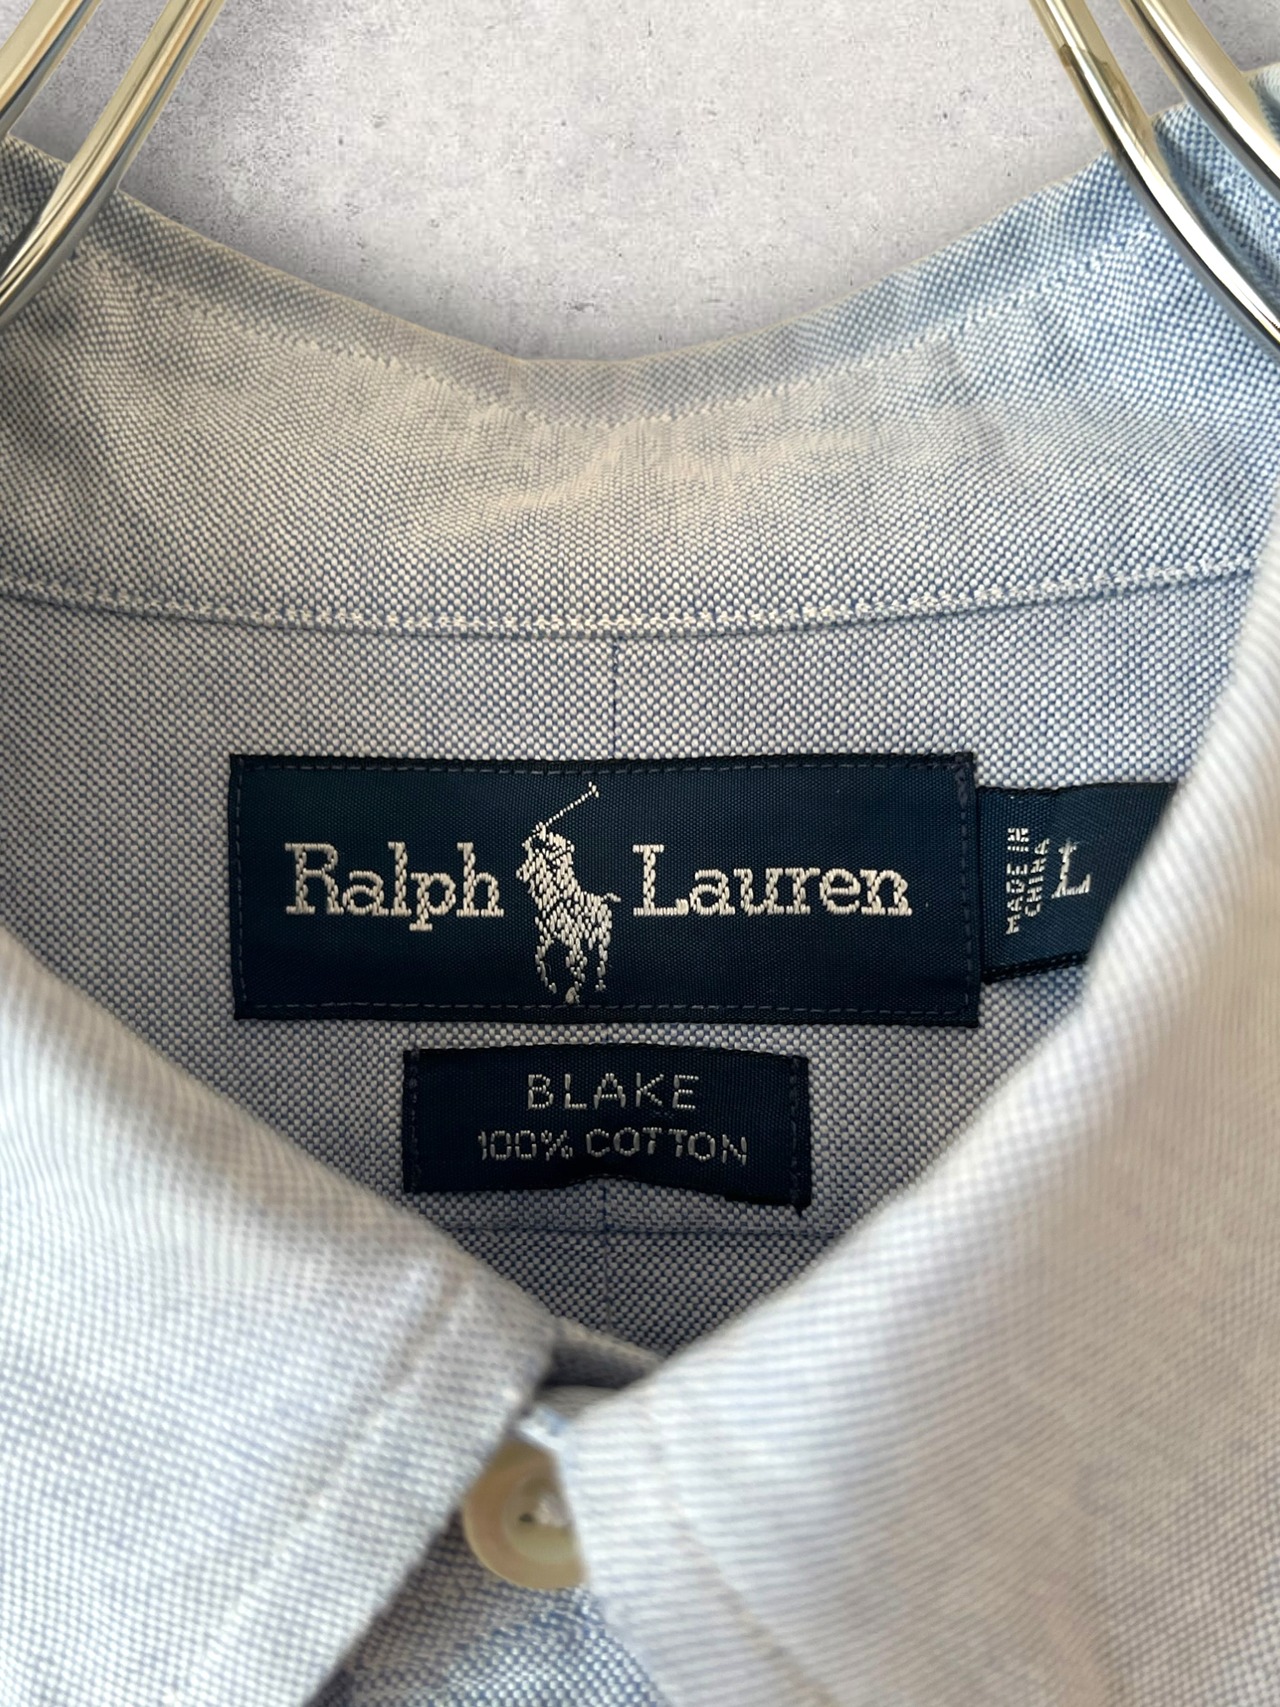 Ralph Lauren
MADE IN
CHINA
L
BLAKE
100% COTTON